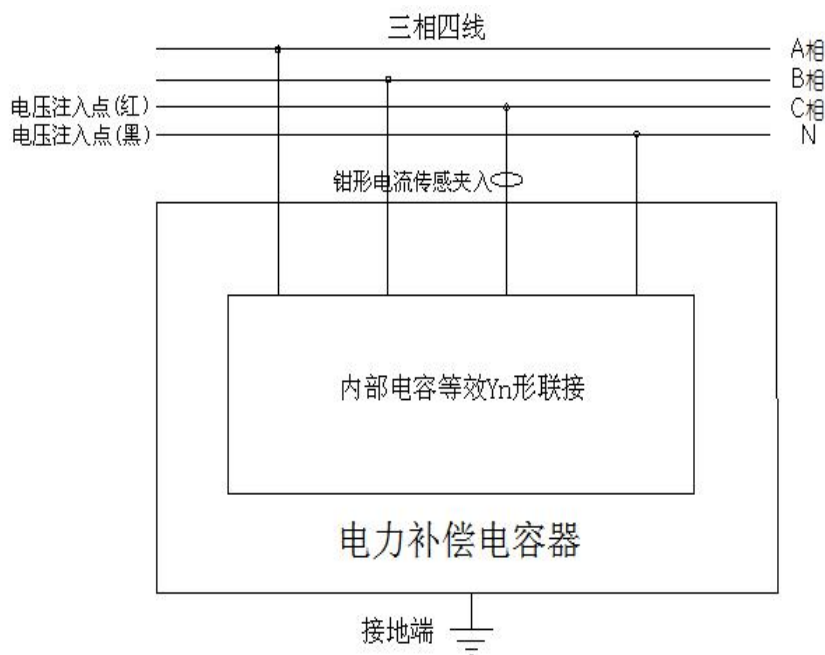 三相四线
A相
B相
电压注入点(红)
C相
电压注入点(黑)
N
钳形电流传感夹入
内部电容等效Yn形联接
电力补偿电容器
接地端